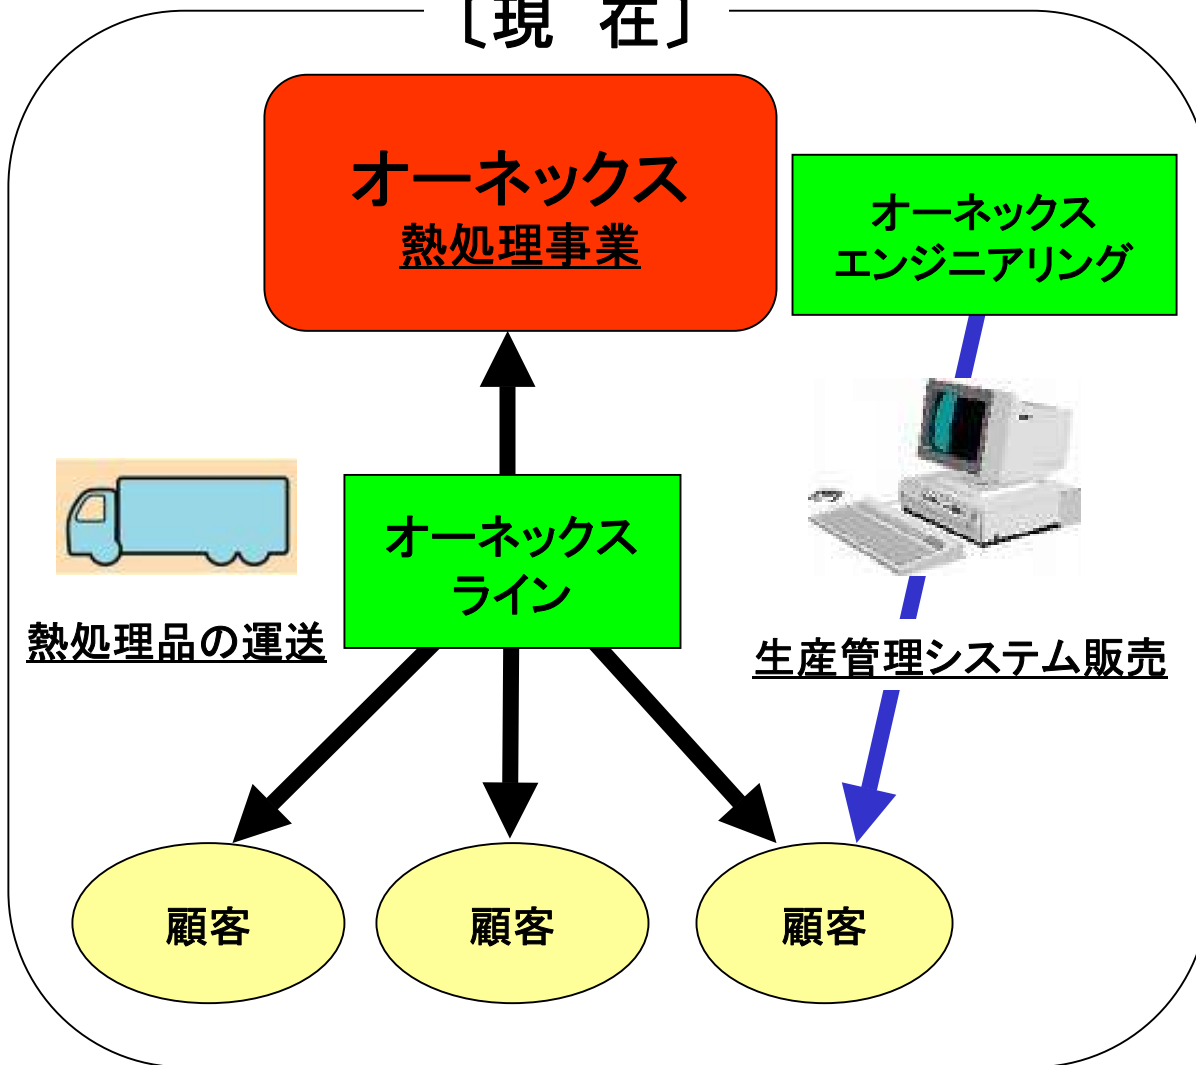 〔現　在〕
オーネックス
熱処理事業
オーネックス
エンジニアリング
オーネックス
ライン
熱処理品の運送
生産管理システム販売
顧客
顧客
顧客